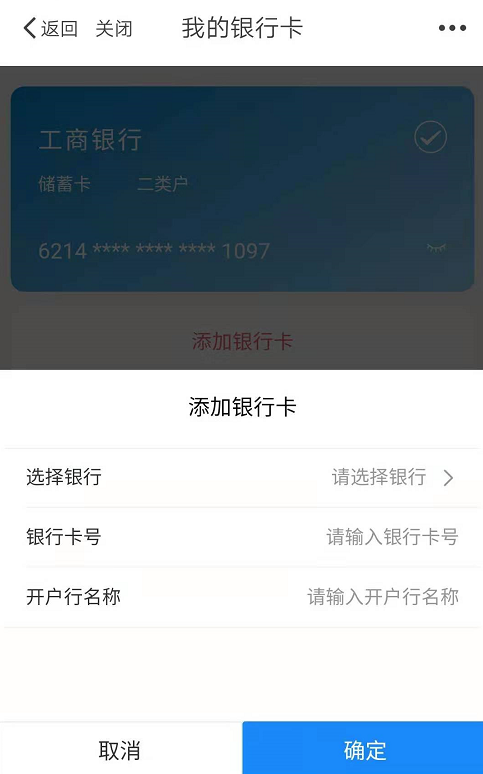 返回 关闭 我的银行卡
工商银行
储蓄卡 二类户
6214 **** **** **** 1097
添加银行卡
添加银行卡
选择银行 请选择银行
银行卡号 请输入银行卡号
开户行名称 请输入开户行名称
取消 确定